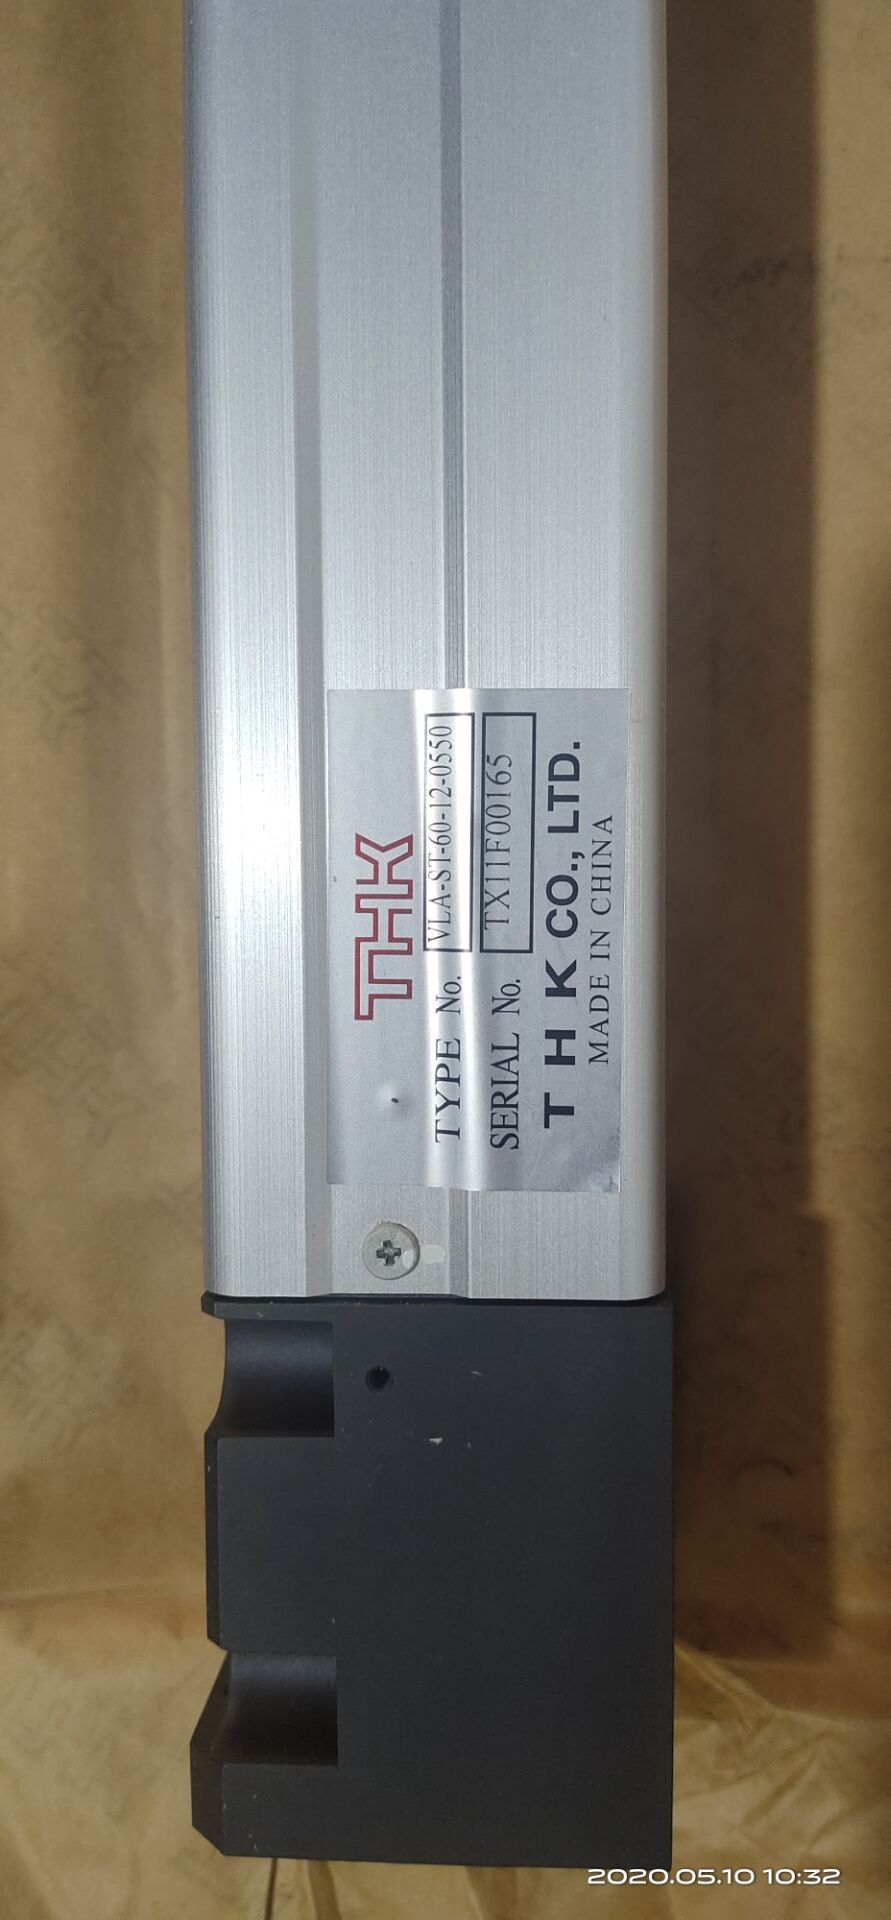 THK
TYPE No. VLA-ST-60-12-0550
SERIAL No. TX11F00165
T H K CO., LTD.
MADE IN CHINA
2020.05.10 10:32